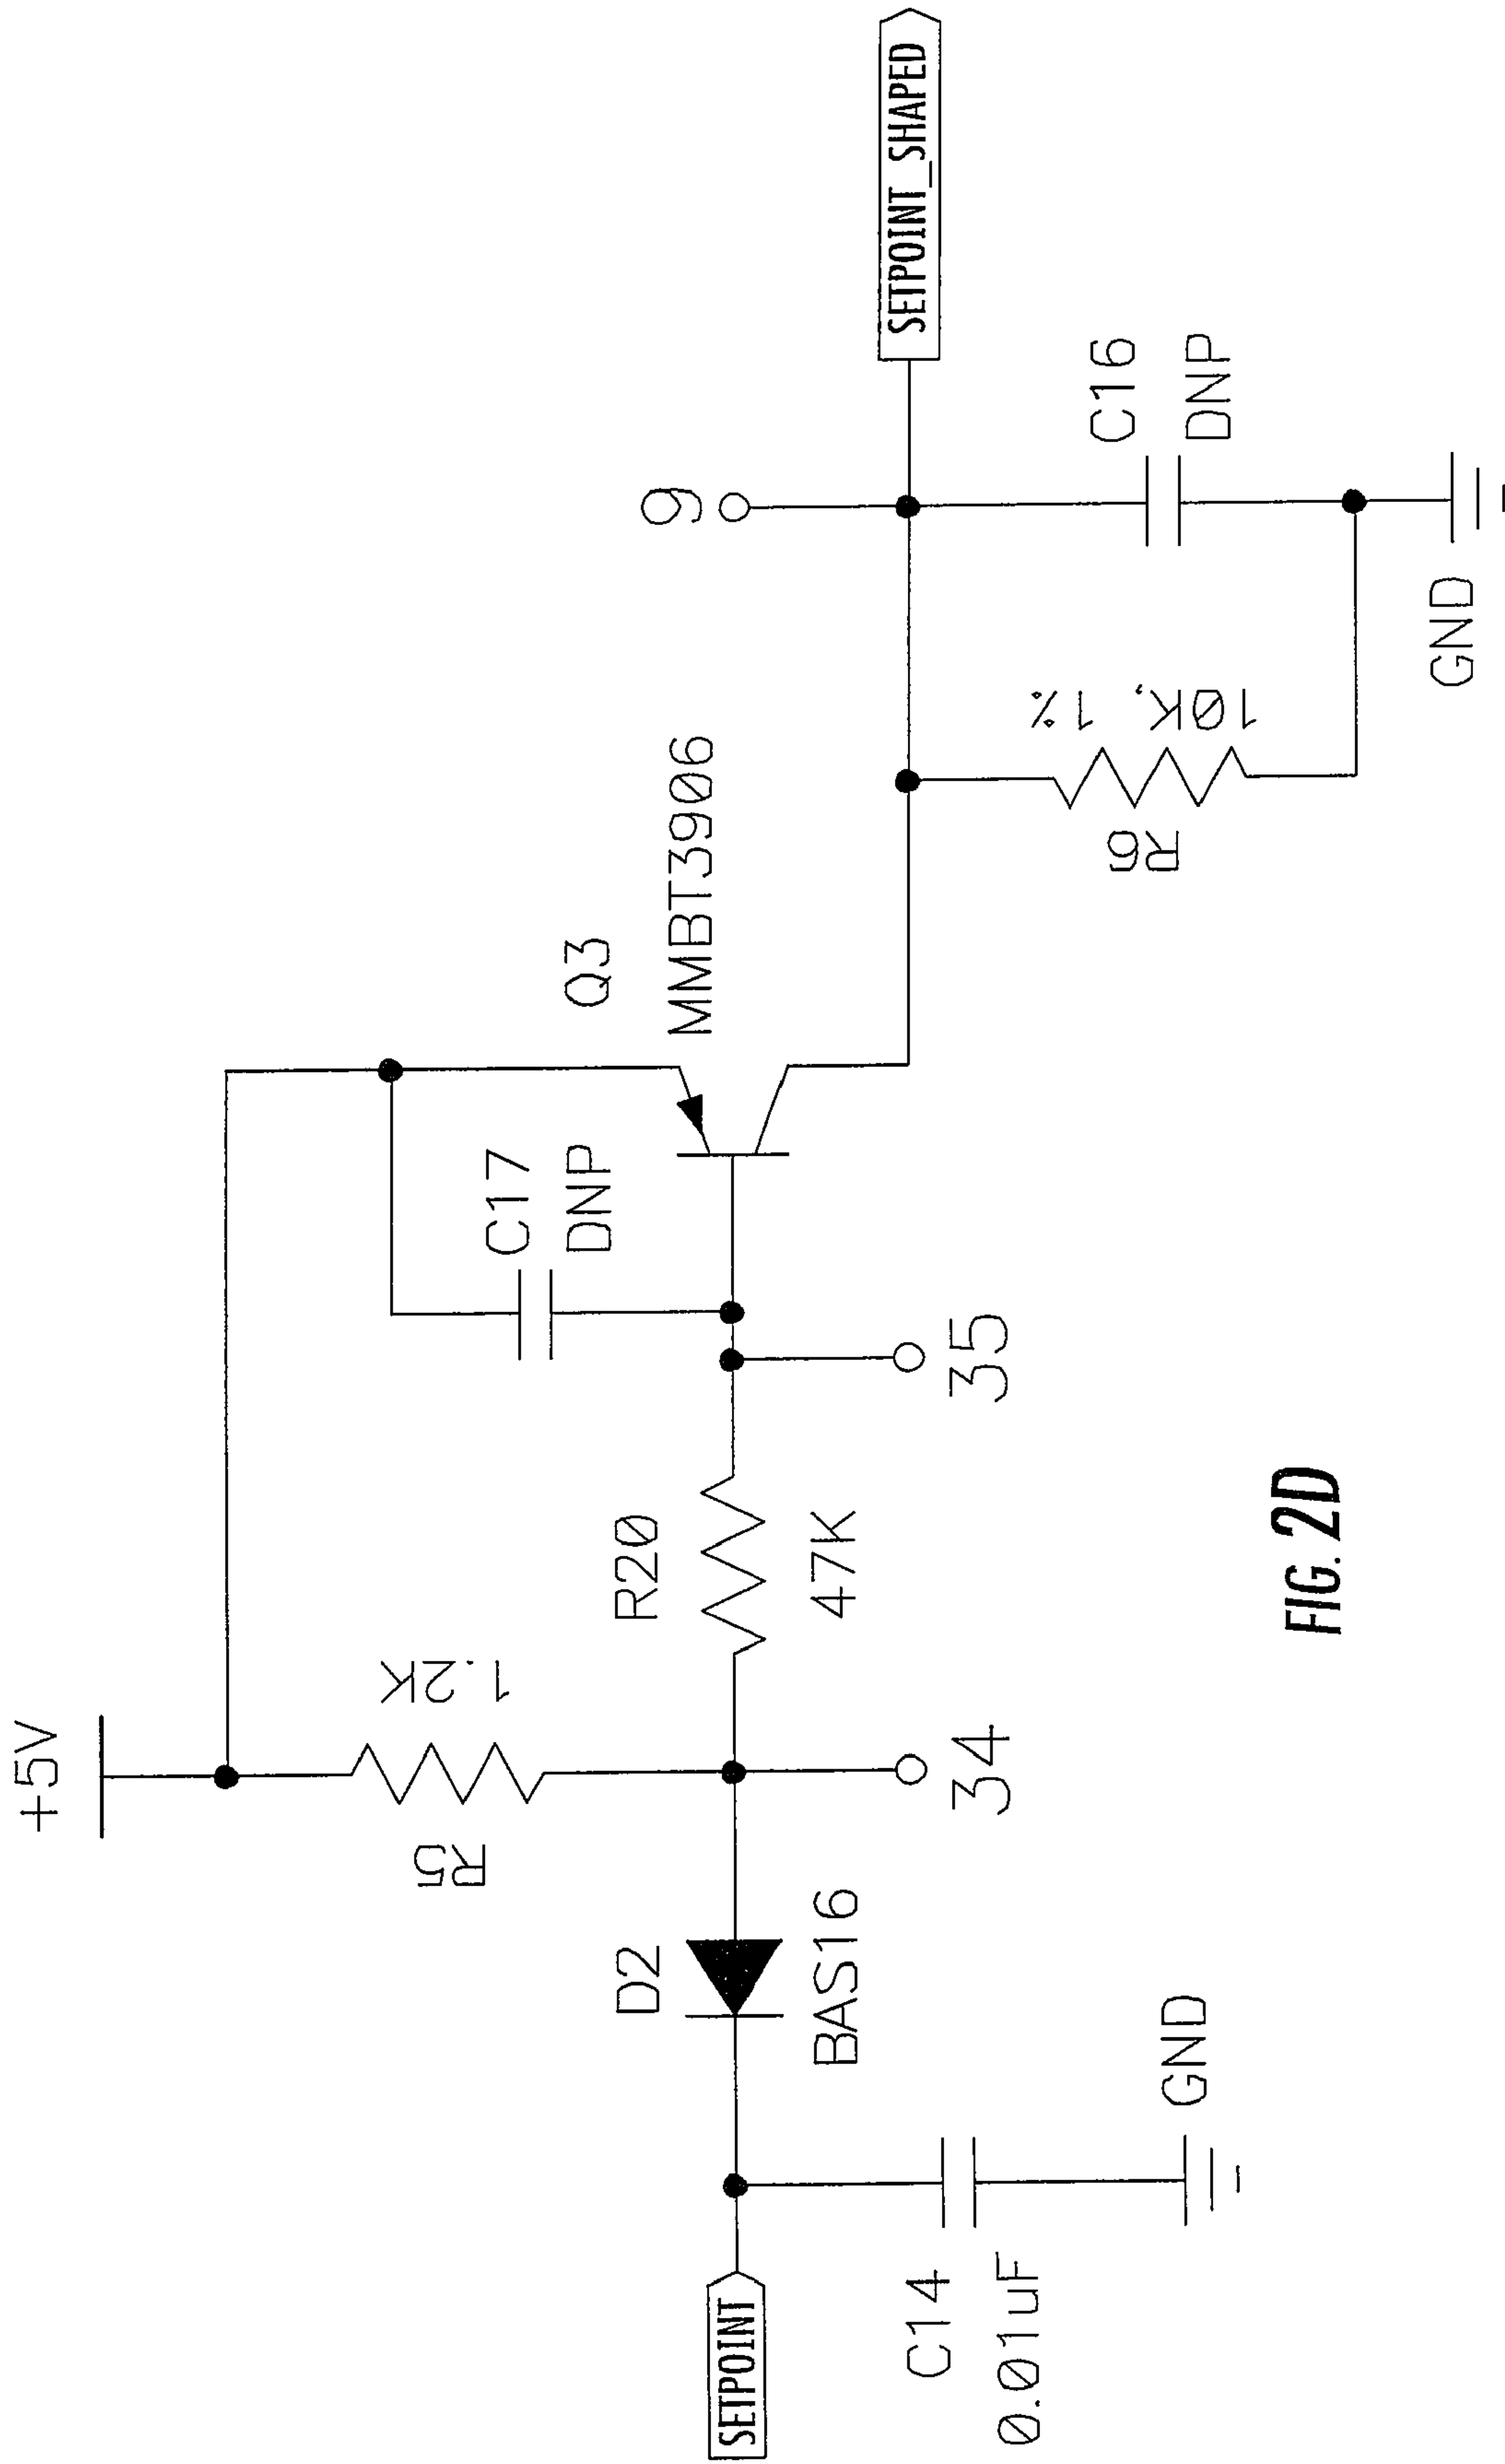 +5V
R5
1.2K
C17
DNP
Q3
MMBT3906
9
SETPOINT
D2
BAS16
R20
47K
34
35
SETPOINT_SHAPED
C14
0.01uF
GND
R6
10K, 1%
C16
DNP
GND
FIG. 2D